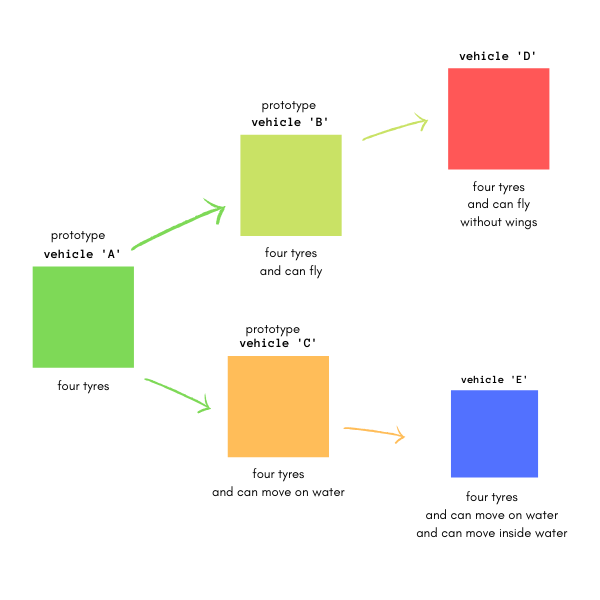 vehicle 'D'
four tyres
and can fly
without wings
prototype
vehicle 'B'
four tyres
and can fly
prototype
vehicle 'A'
four tyres
prototype
vehicle 'C'
four tyres
and can move on water
vehicle 'E'
four tyres
and can move on water
and can move inside water